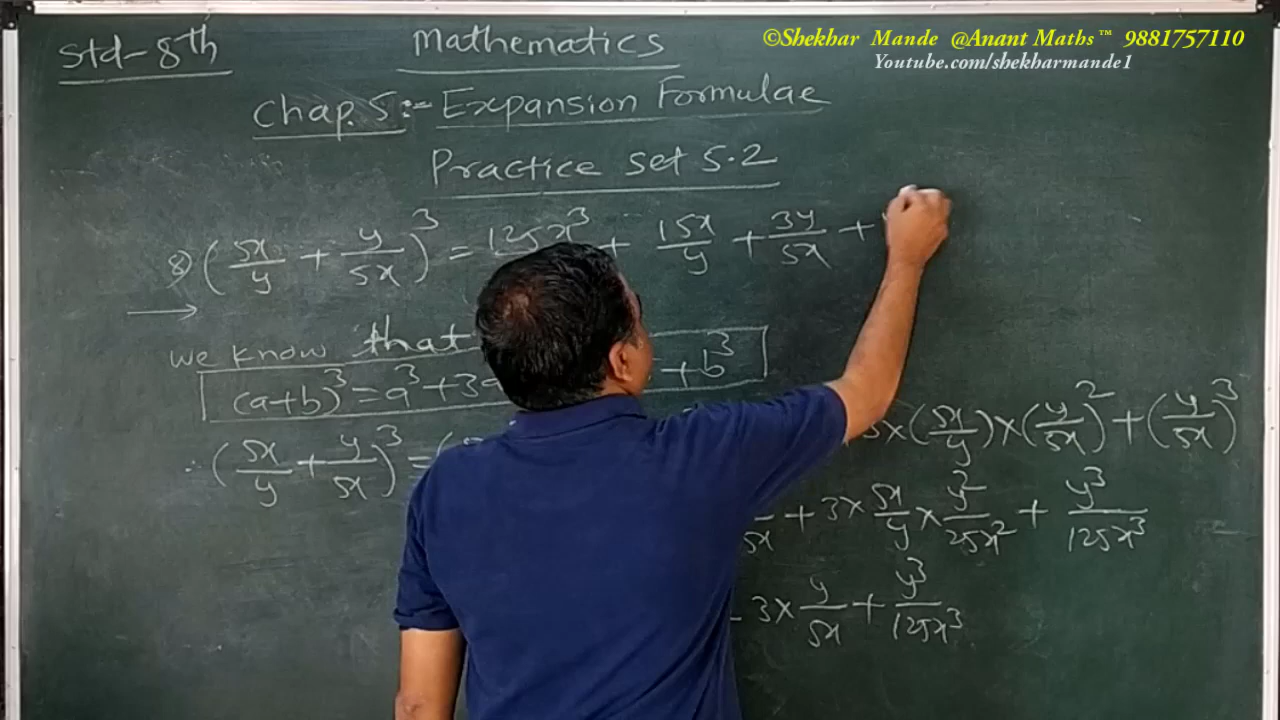 ©Shekhar Mande @Anant Maths™ 9881757110
Youtube.com/shekharmande1
Std-8th
Mathematics
Chap. 5:- Expansion Formulae
Practice Set 5.2
8) (5x/y + y/5x)³ = 125x³ + 15x/y + 3y/5x +
we know that
(a+b)³ = a³ + 3a + b³
∴ (5x/y + y/5x)³ = ( 3×(5x/y)×(y/5x)² + (y/5x)³
5x + 3× 5x/y × y²/25x² + y³/125x³
3× y/5x + y³/125x³